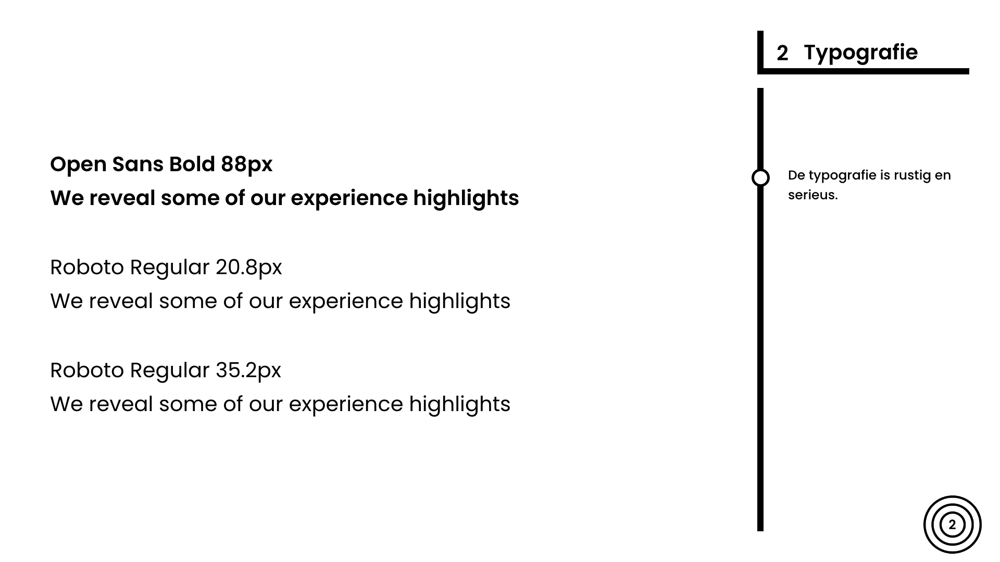 2 Typografie
Open Sans Bold 88px
We reveal some of our experience highlights
Roboto Regular 20.8px
We reveal some of our experience highlights
Roboto Regular 35.2px
We reveal some of our experience highlights
De typografie is rustig en
serieus.
2